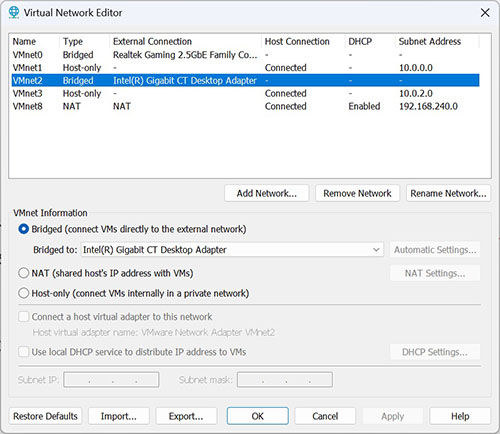 Virtual Network Editor
Name Type External Connection Host Connection DHCP Subnet Address
VMnet0 Bridged Realtek Gaming 2.5GbE Family Co... - - -
VMnet1 Host-only - Connected - 10.0.0.0
VMnet2 Bridged Intel(R) Gigabit CT Desktop Adapter - - -
VMnet3 Host-only - Connected - 10.0.2.0
VMnet8 NAT NAT Connected Enabled 192.168.240.0
Add Network... Remove Network Rename Network...
VMnet Information
Bridged (connect VMs directly to the external network)
Bridged to: Intel(R) Gigabit CT Desktop Adapter Automatic Settings...
NAT (shared host's IP address with VMs) NAT Settings...
Host-only (connect VMs internally in a private network)
Connect a host virtual adapter to this network
Host virtual adapter name: VMware Network Adapter VMnet2
Use local DHCP service to distribute IP address to VMs DHCP Settings...
Subnet IP: . . . Subnet mask: . . .
Restore Defaults Import... Export... OK Cancel Apply Help